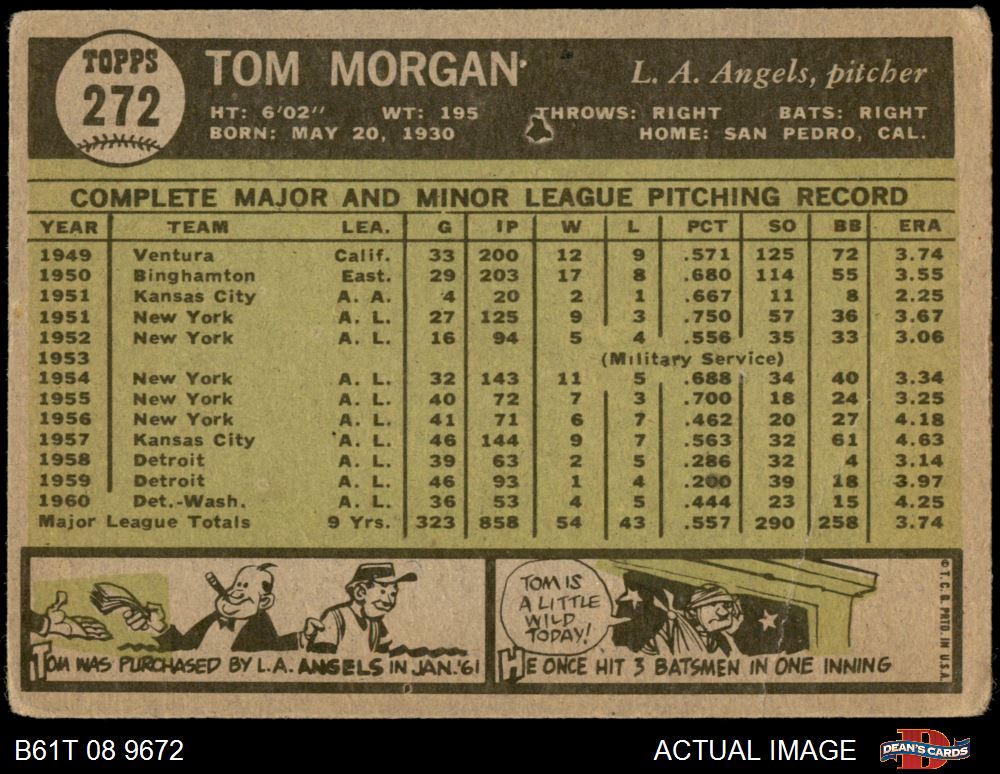 TOPPS
272
TOM MORGAN
L. A. Angels, pitcher
HT: 6'02" WT: 195 THROWS: RIGHT BATS: RIGHT
BORN: MAY 20, 1930 HOME: SAN PEDRO, CAL.
COMPLETE MAJOR AND MINOR LEAGUE PITCHING RECORD
YEAR TEAM LEA. G IP W L PCT SO BB ERA
1949 Ventura Calif. 33 200 12 9 .571 125 72 3.74
1950 Binghamton East. 29 203 17 8 .680 114 55 3.55
1951 Kansas City A. A. 4 20 2 1 .667 11 8 2.25
1951 New York A. L. 27 125 9 3 .750 57 36 3.67
1952 New York A. L. 16 94 5 4 .556 35 33 3.06
1953 (Military Service)
1954 New York A. L. 32 143 11 5 .688 34 40 3.34
1955 New York A. L. 40 72 7 3 .700 18 24 3.25
1956 New York A. L. 41 71 6 7 .462 20 27 4.18
1957 Kansas City A. L. 46 144 9 7 .563 32 61 4.63
1958 Detroit A. L. 39 63 2 5 .286 32 4 3.14
1959 Detroit A. L. 46 93 1 4 .200 39 18 3.97
1960 Det.-Wash. A. L. 36 53 4 5 .444 23 15 4.25
Major League Totals 9 Yrs. 323 858 54 43 .557 290 258 3.74
TOM WAS PURCHASED BY L.A. ANGELS IN JAN. '61
TOM IS
A LITTLE
WILD
TODAY!
HE ONCE HIT 3 BATSMEN IN ONE INNING
© T. C. G. PRTD. IN U.S.A.
B61T 08 9672
ACTUAL IMAGE
DEAN'S CARDS